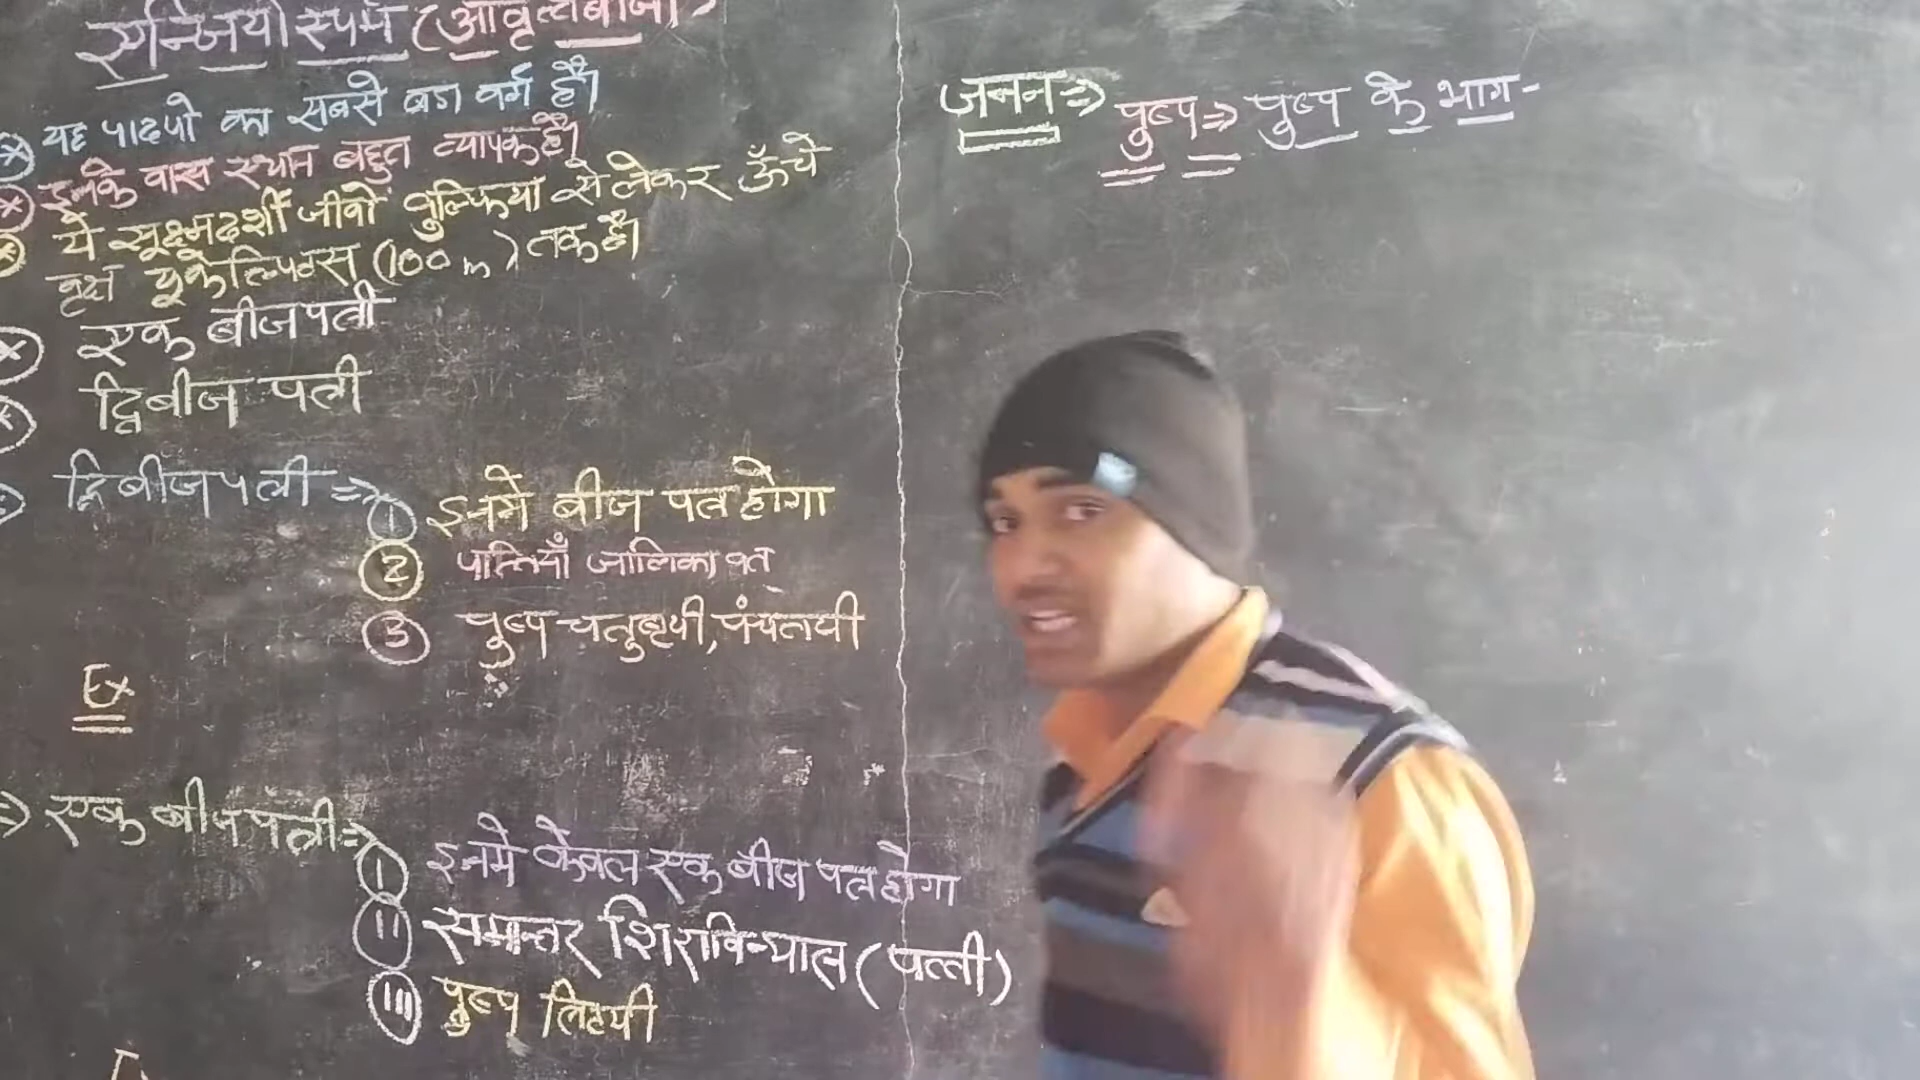 एन्जियोस्पर्म (आवृत्तबीज)
यह पादपो का सबसे बडा वर्ग है।
इनके वास स्थान बहुत व्यापक है।
ये सूक्ष्मदर्शी जीवो वुल्फिया से लेकर ऊँचे
वृक्ष यूकेलिप्टस (100 m) तक है।
एक बीजपत्री
द्विबीज पत्री
द्विबीजपत्री => ① इनमे बीज पत्र होगा
② पत्तियाँ जालिका वत
③ पुष्प चतुष्टयी, पंचतयी
Ex
=> एक बीजपत्री => ① इनमे केवल एक बीज पत्र होगा
(ii) समान्तर शिराविन्यास (पत्ती)
(iii) पुष्प त्रितयी
जनन => पुष्प => पुष्प के भाग -